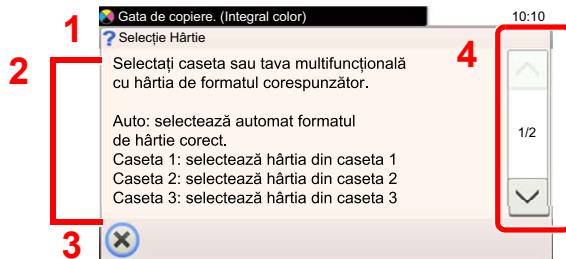 Gata de copiere. (Integral color) 10:10
1 ? Selecție Hârtie
2 4
Selectați caseta sau tava multifuncțională
cu hârtia de formatul corespunzător.
Auto: selectează automat formatul
de hârtie corect.
1/2
Caseta 1: selectează hârtia din caseta 1
Caseta 2: selectează hârtia din caseta 2
Caseta 3: selectează hârtia din caseta 3
3